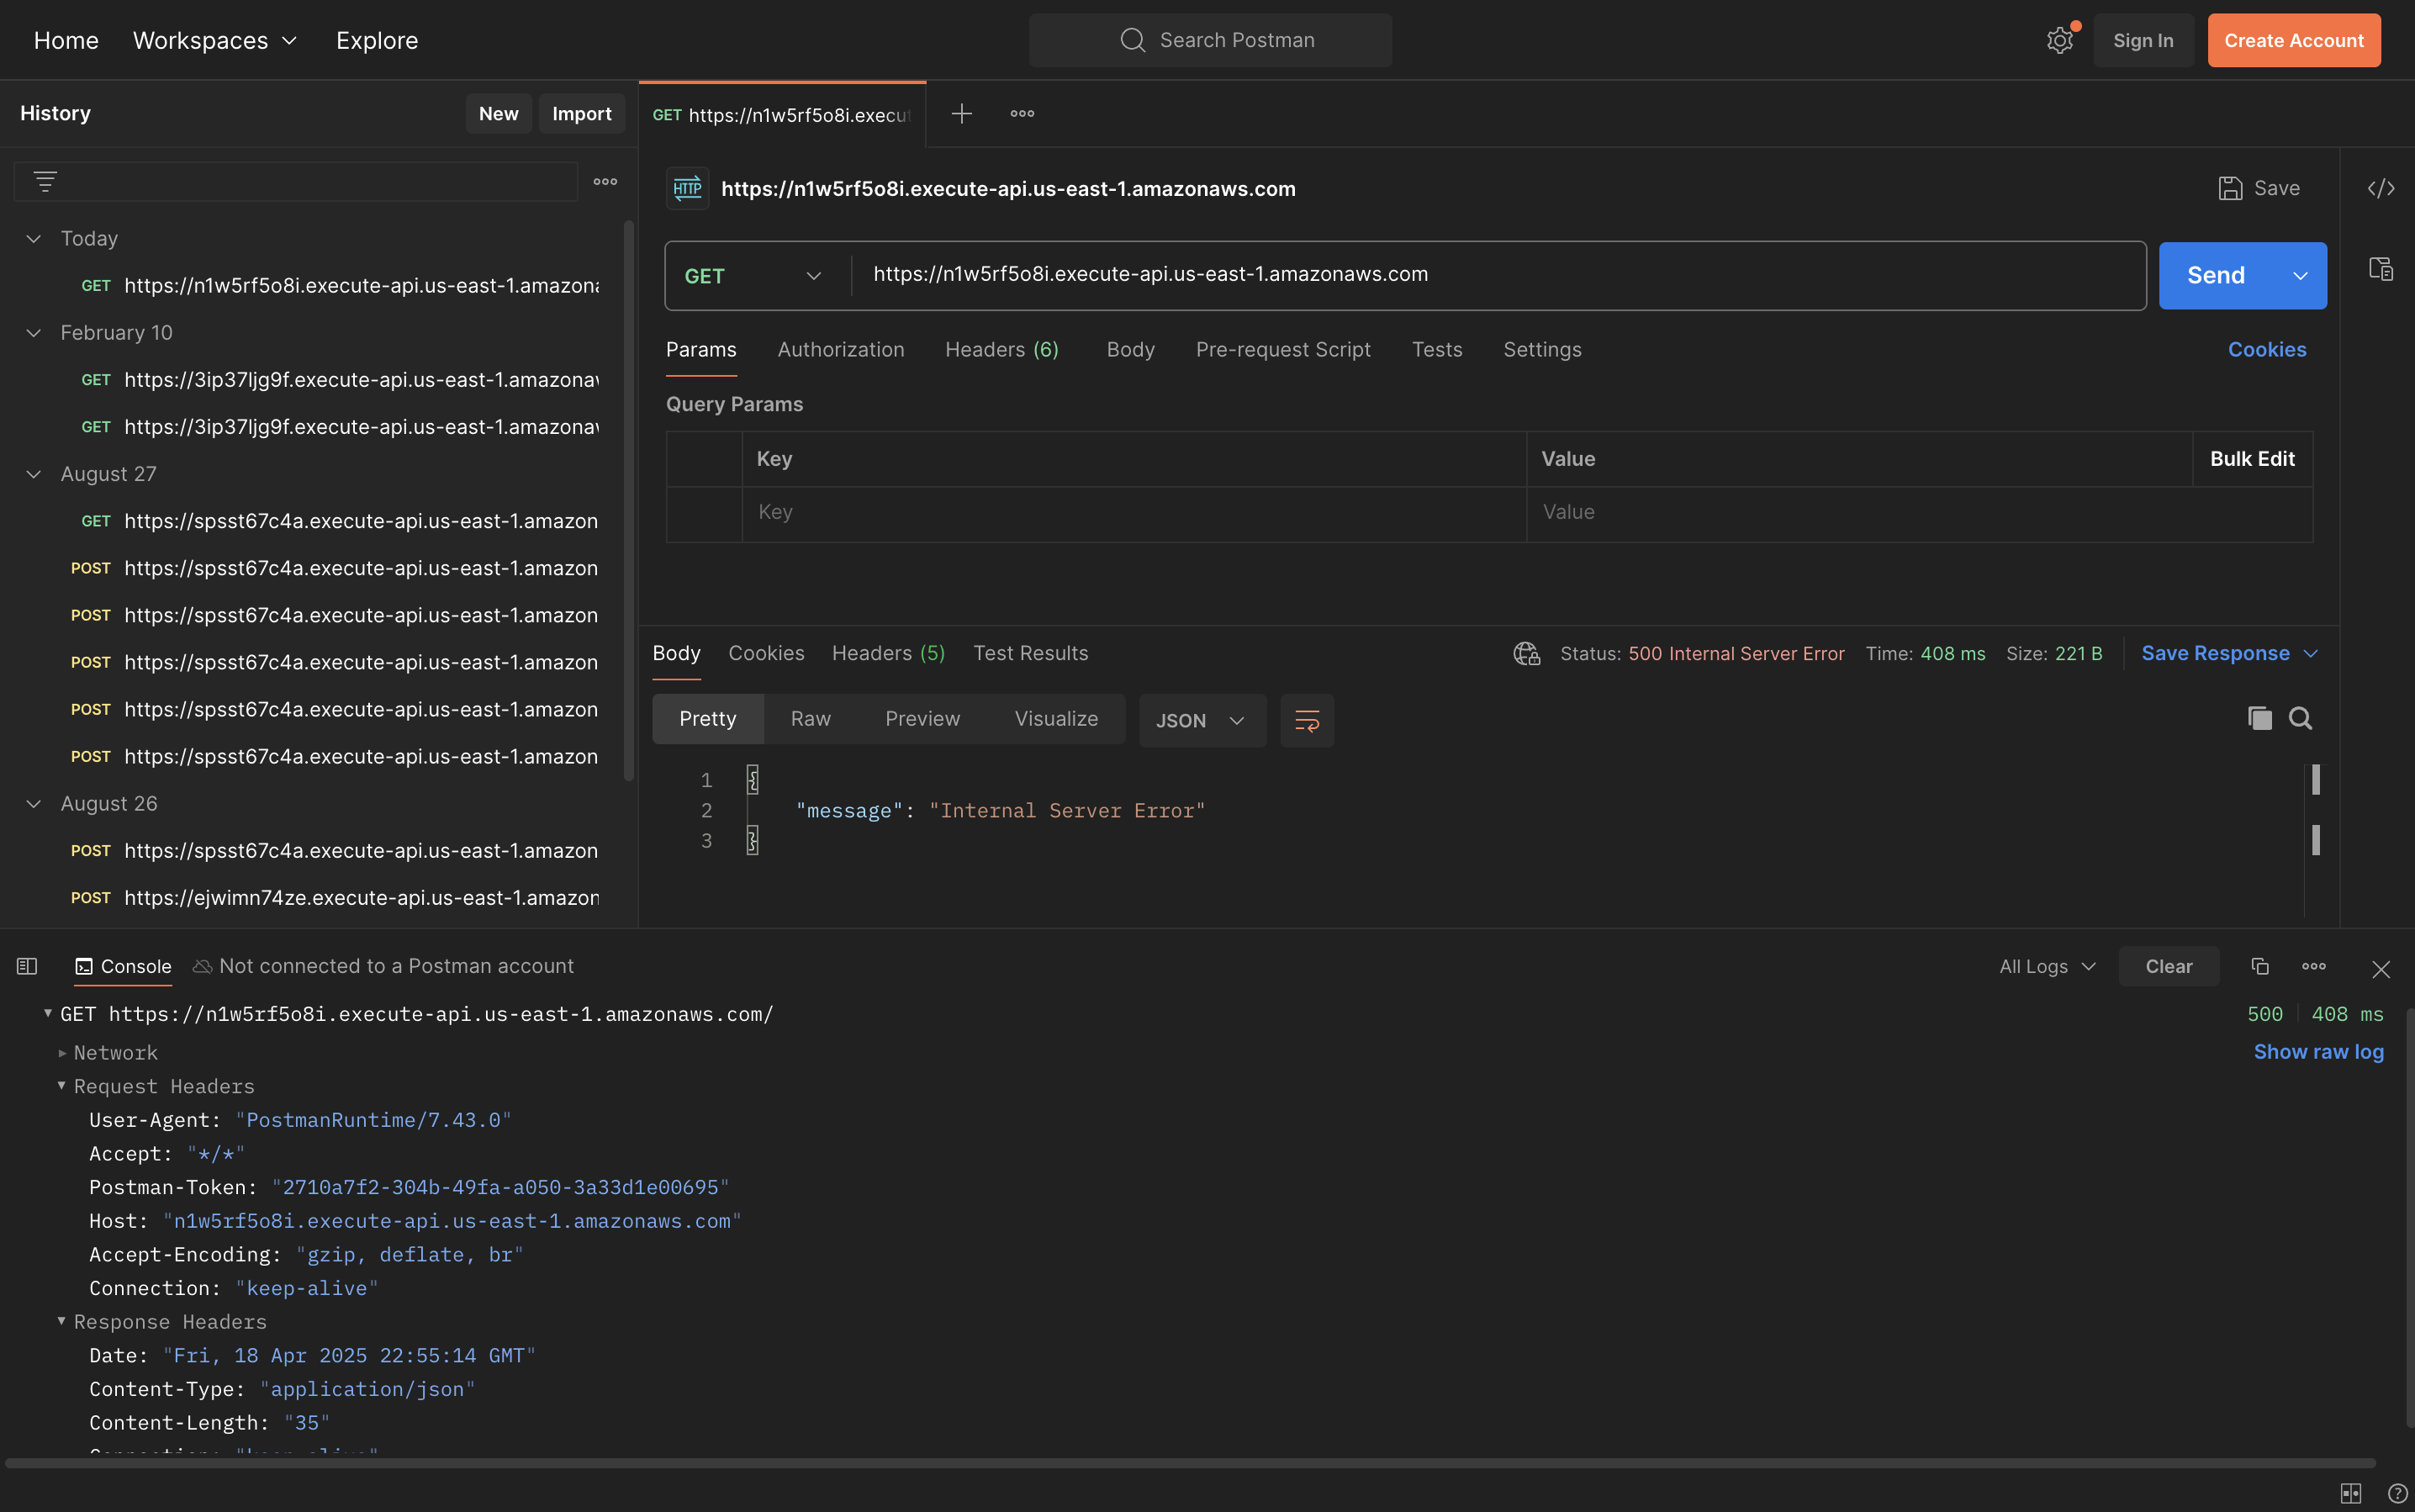 Home Workspaces Explore
Search Postman
Sign In Create Account
History New Import
Today
GET https://n1w5rf5o8i.execute-api.us-east-1.amazona
February 10
GET https://3ip37ljg9f.execute-api.us-east-1.amazonav
GET https://3ip37ljg9f.execute-api.us-east-1.amazonav
August 27
GET https://spsst67c4a.execute-api.us-east-1.amazon
POST https://spsst67c4a.execute-api.us-east-1.amazon
POST https://spsst67c4a.execute-api.us-east-1.amazon
POST https://spsst67c4a.execute-api.us-east-1.amazon
POST https://spsst67c4a.execute-api.us-east-1.amazon
POST https://spsst67c4a.execute-api.us-east-1.amazon
August 26
POST https://spsst67c4a.execute-api.us-east-1.amazon
POST https://ejwimn74ze.execute-api.us-east-1.amazon
GET https://n1w5rf5o8i.execut
HTTP https://n1w5rf5o8i.execute-api.us-east-1.amazonaws.com Save
GET https://n1w5rf5o8i.execute-api.us-east-1.amazonaws.com Send
Params Authorization Headers (6) Body Pre-request Script Tests Settings Cookies
Query Params
Key Value Bulk Edit
Key Value
Body Cookies Headers (5) Test Results Status: 500 Internal Server Error Time: 408 ms Size: 221 B Save Response
Pretty Raw Preview Visualize JSON
1 {
2 "message": "Internal Server Error"
3 }
Console Not connected to a Postman account All Logs Clear
GET https://n1w5rf5o8i.execute-api.us-east-1.amazonaws.com/ 500 408 ms
Network Show raw log
Request Headers
User-Agent: "PostmanRuntime/7.43.0"
Accept: "*/*"
Postman-Token: "2710a7f2-304b-49fa-a050-3a33d1e00695"
Host: "n1w5rf5o8i.execute-api.us-east-1.amazonaws.com"
Accept-Encoding: "gzip, deflate, br"
Connection: "keep-alive"
Response Headers
Date: "Fri, 18 Apr 2025 22:55:14 GMT"
Content-Type: "application/json"
Content-Length: "35"
Connection: "keep-alive"